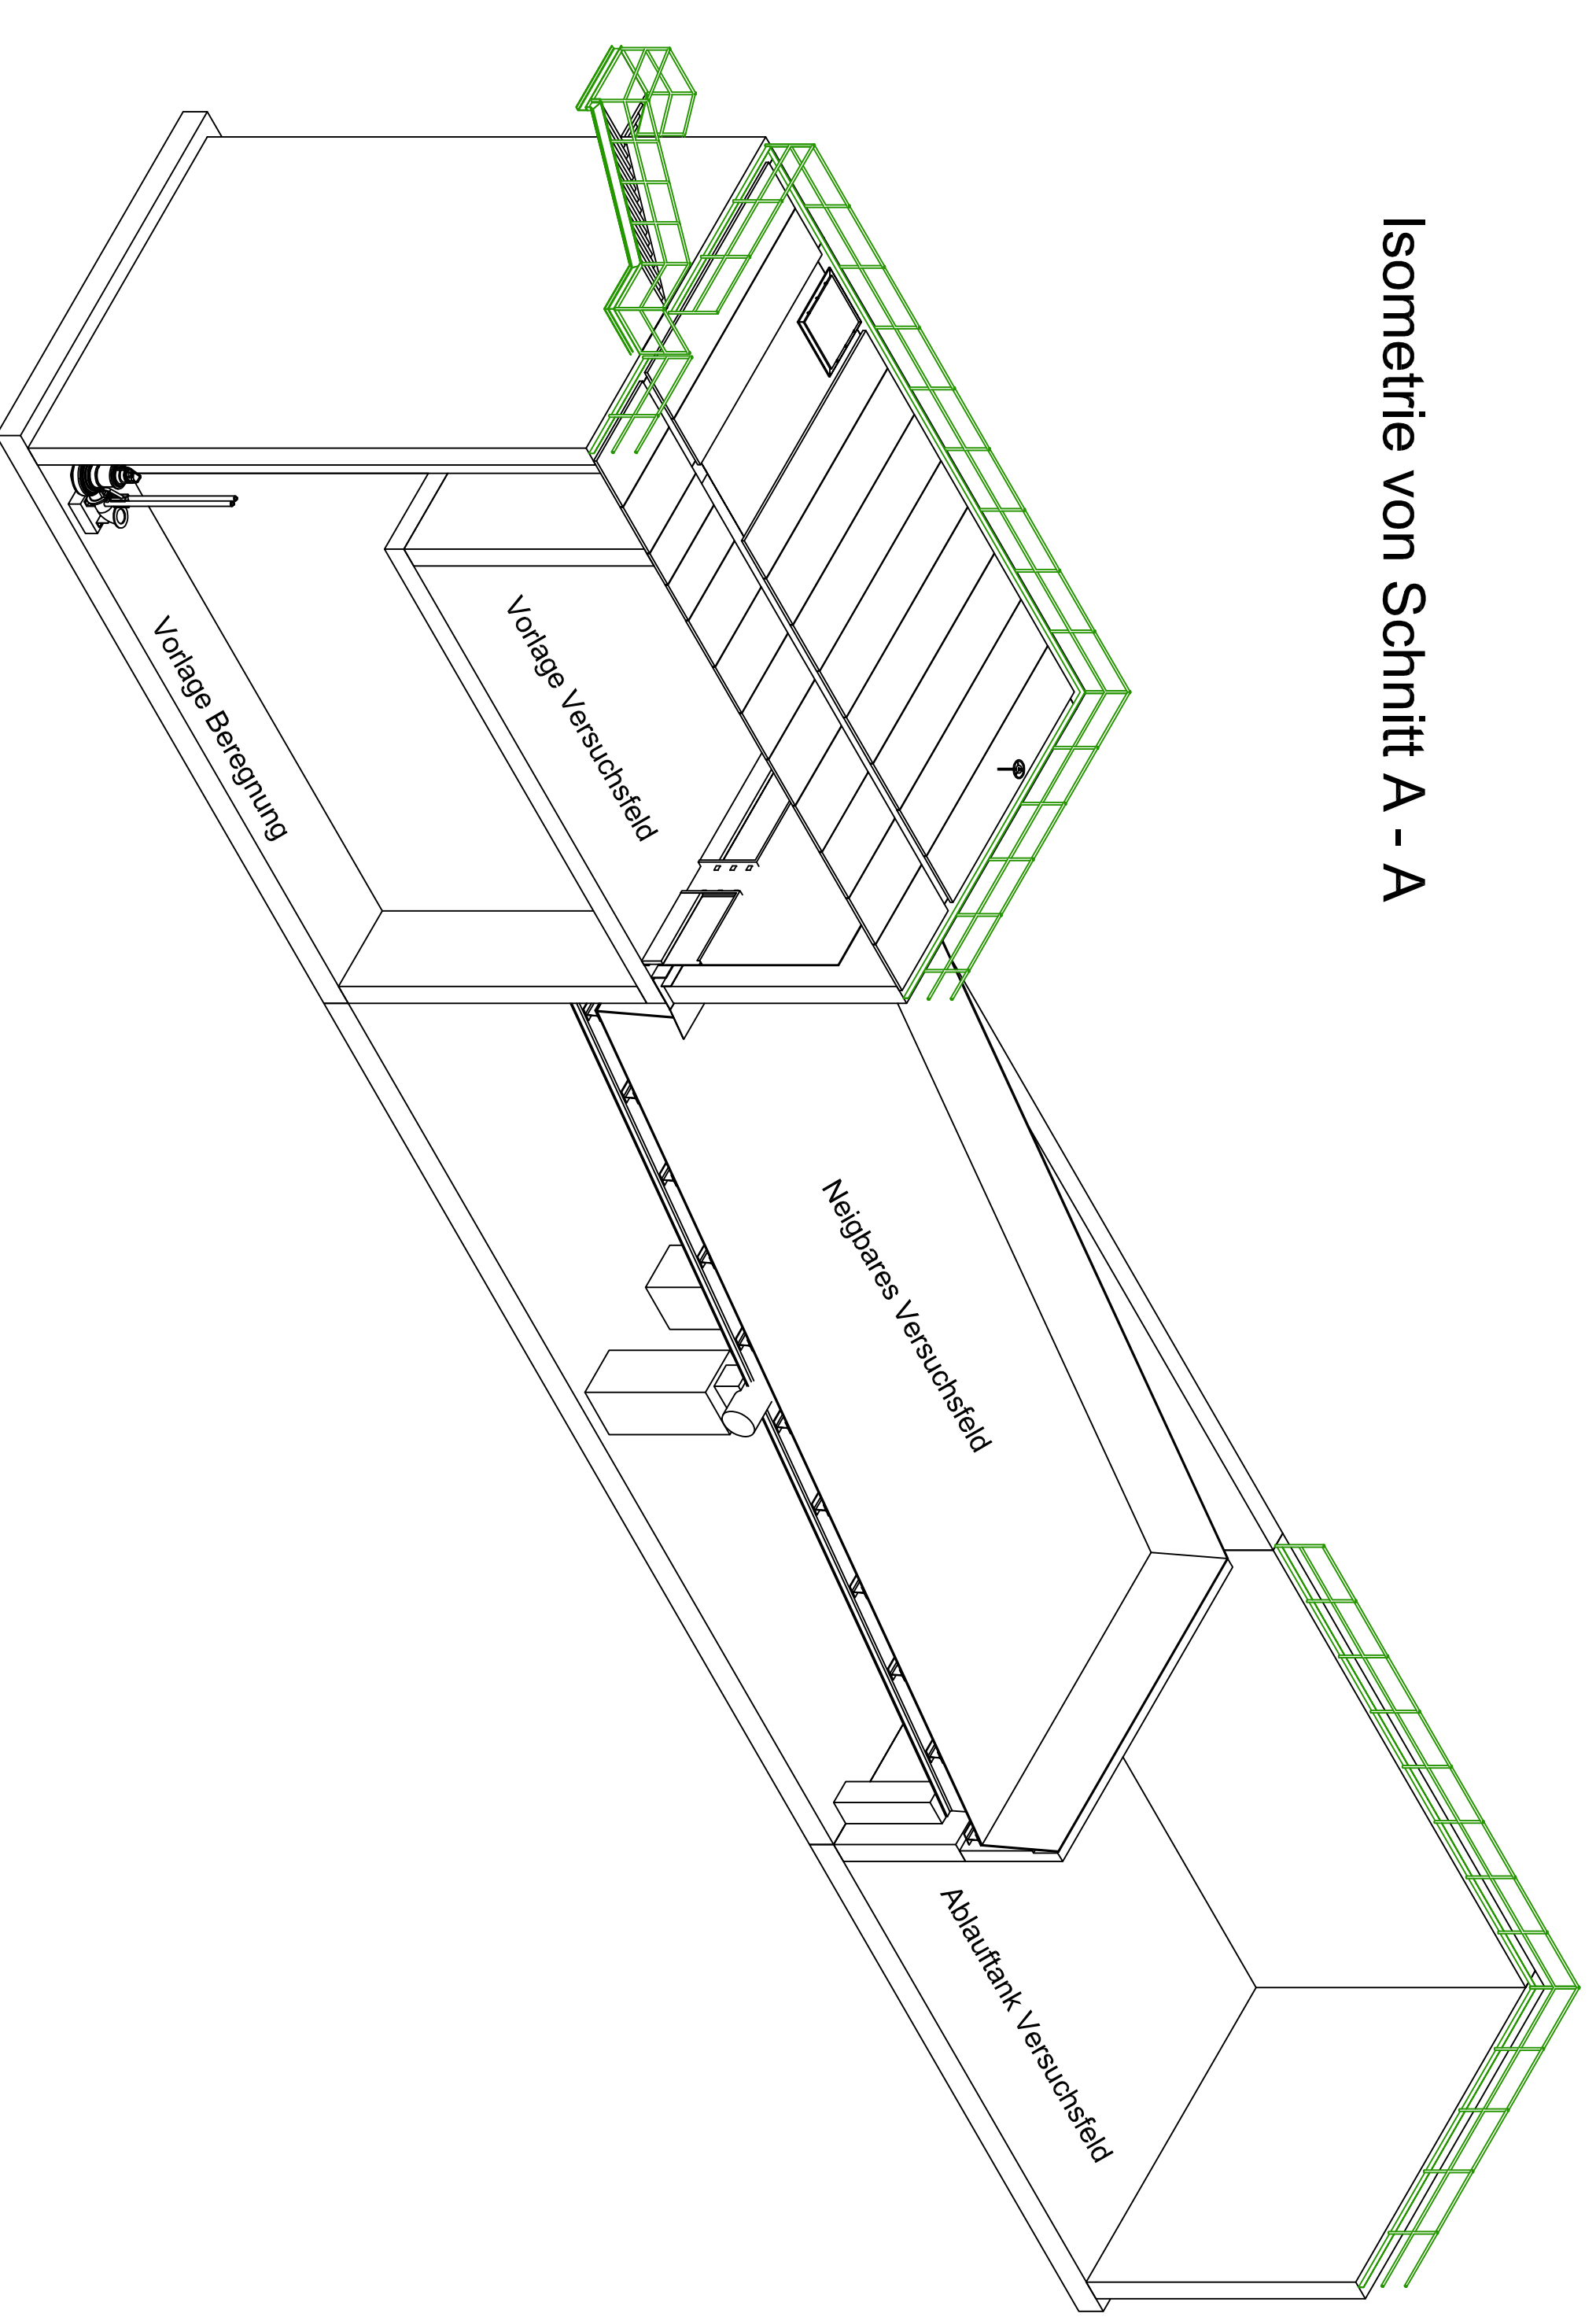 Isometrie von Schnitt A - A
Vorlage Beregnung
Vorlage Versuchsfeld
Neigbares Versuchsfeld
Ablauftank Versuchsfeld